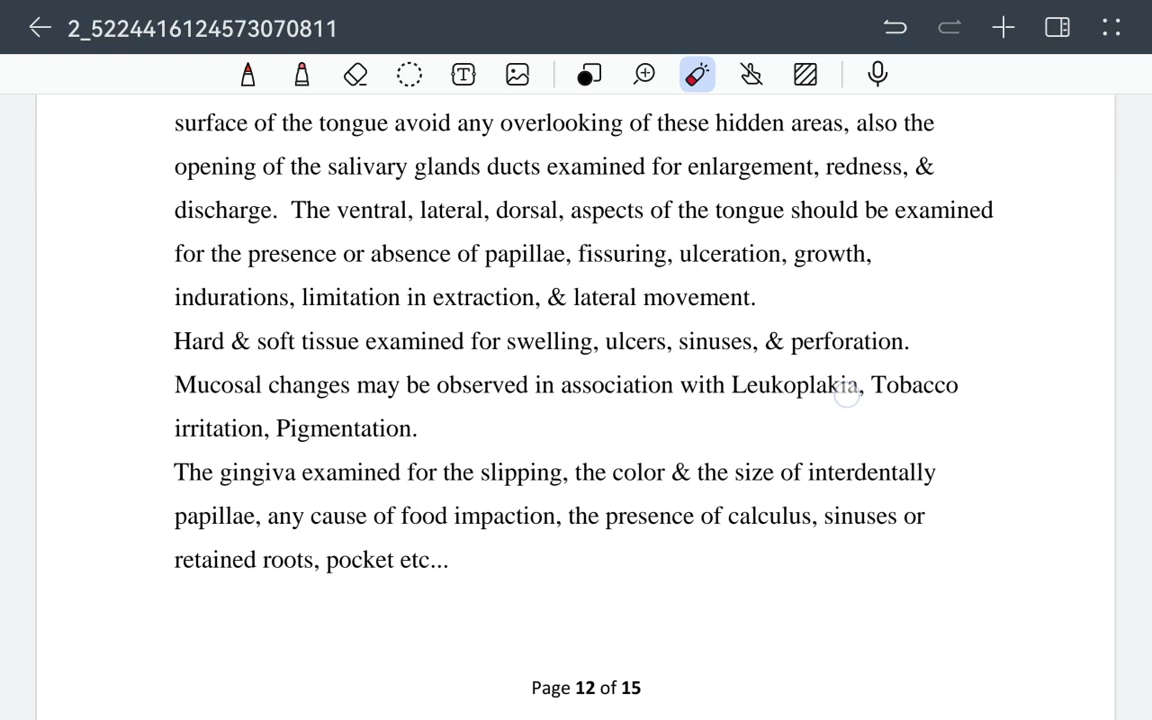 2_5224416124573070811
surface of the tongue avoid any overlooking of these hidden areas, also the
opening of the salivary glands ducts examined for enlargement, redness, &
discharge.  The ventral, lateral, dorsal, aspects of the tongue should be examined
for the presence or absence of papillae, fissuring, ulceration, growth,
indurations, limitation in extraction, & lateral movement.
Hard & soft tissue examined for swelling, ulcers, sinuses, & perforation.
Mucosal changes may be observed in association with Leukoplakia, Tobacco
irritation, Pigmentation.
The gingiva examined for the slipping, the color & the size of interdentally
papillae, any cause of food impaction, the presence of calculus, sinuses or
retained roots, pocket etc...
Page 12 of 15